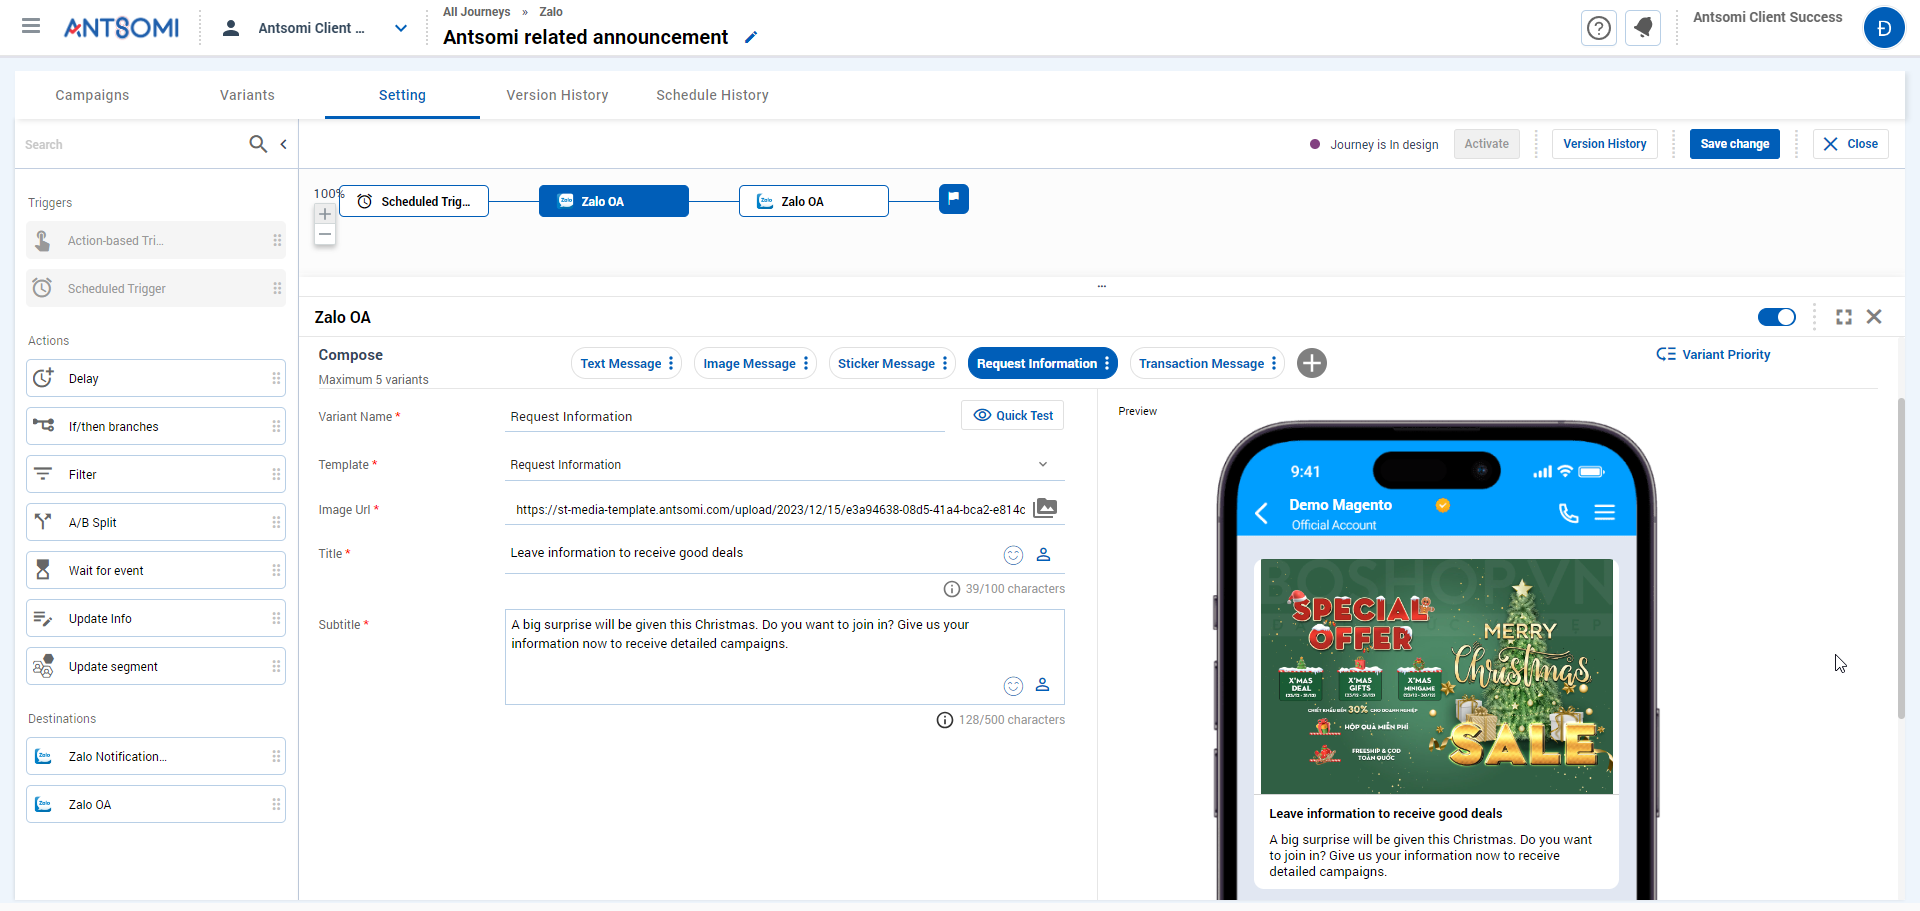 ANTSOMI
Antsomi Client ...
All Journeys » Zalo
Antsomi related announcement
Antsomi Client Success
Đ
Campaigns
Variants
Setting
Version History
Schedule History
Search
Journey is In design
Activate
Version History
Save change
Close
Triggers
Action-based Tri...
Scheduled Trigger
Actions
Delay
If/then branches
Filter
A/B Split
Wait for event
Update Info
Update segment
Destinations
Zalo Notification...
Zalo OA
100%
Scheduled Trig...
Zalo OA
Zalo OA
...
Zalo OA
Compose
Maximum 5 variants
Text Message
Image Message
Sticker Message
Request Information
Transaction Message
Variant Priority
Variant Name *
Request Information
Quick Test
Template *
Request Information
Image Url *
https://st-media-template.antsomi.com/upload/2023/12/15/e3a94638-08d5-41a4-bca2-e814c
Title *
Leave information to receive good deals
39/100 characters
Subtitle *
A big surprise will be given this Christmas. Do you want to join in? Give us your
information now to receive detailed campaigns.
128/500 characters
Preview
9:41
Demo Magento
Official Account
BOSHOP.VN
SPECIAL
OFFER
X'MAS
DEAL
X'MAS
GIFTS
X'MAS
MINIGAME
CHIẾT KHẤU ĐẾN 30% CHO DOANH NGHIỆP
HỘP QUÀ MIỄN PHÍ
FREESHIP & COD
TOÀN QUỐC
MERRY
Christmas
SALE
Leave information to receive good deals
A big surprise will be given this Christmas. Do you want
to join in? Give us your information now to receive
detailed campaigns.